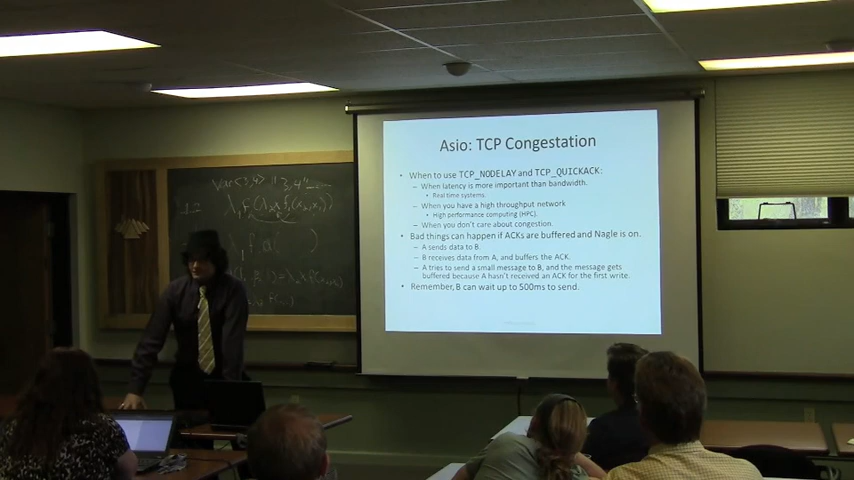 Asio: TCP Congestion
• When to use TCP_NODELAY and TCP_QUICKACK:
– When latency is more important than bandwidth.
• Real time systems.
– When you have a high throughput network
• High performance computing (HPC).
– When you don't care about congestion.
• Bad things can happen if ACKs are buffered and Nagle is on.
– A sends data to B.
– B receives data from A, and buffers the ACK.
– A tries to send a small message to B, and the message gets
buffered because A hasn't received an ACK for the first write.
• Remember, B can wait up to 500ms to send.